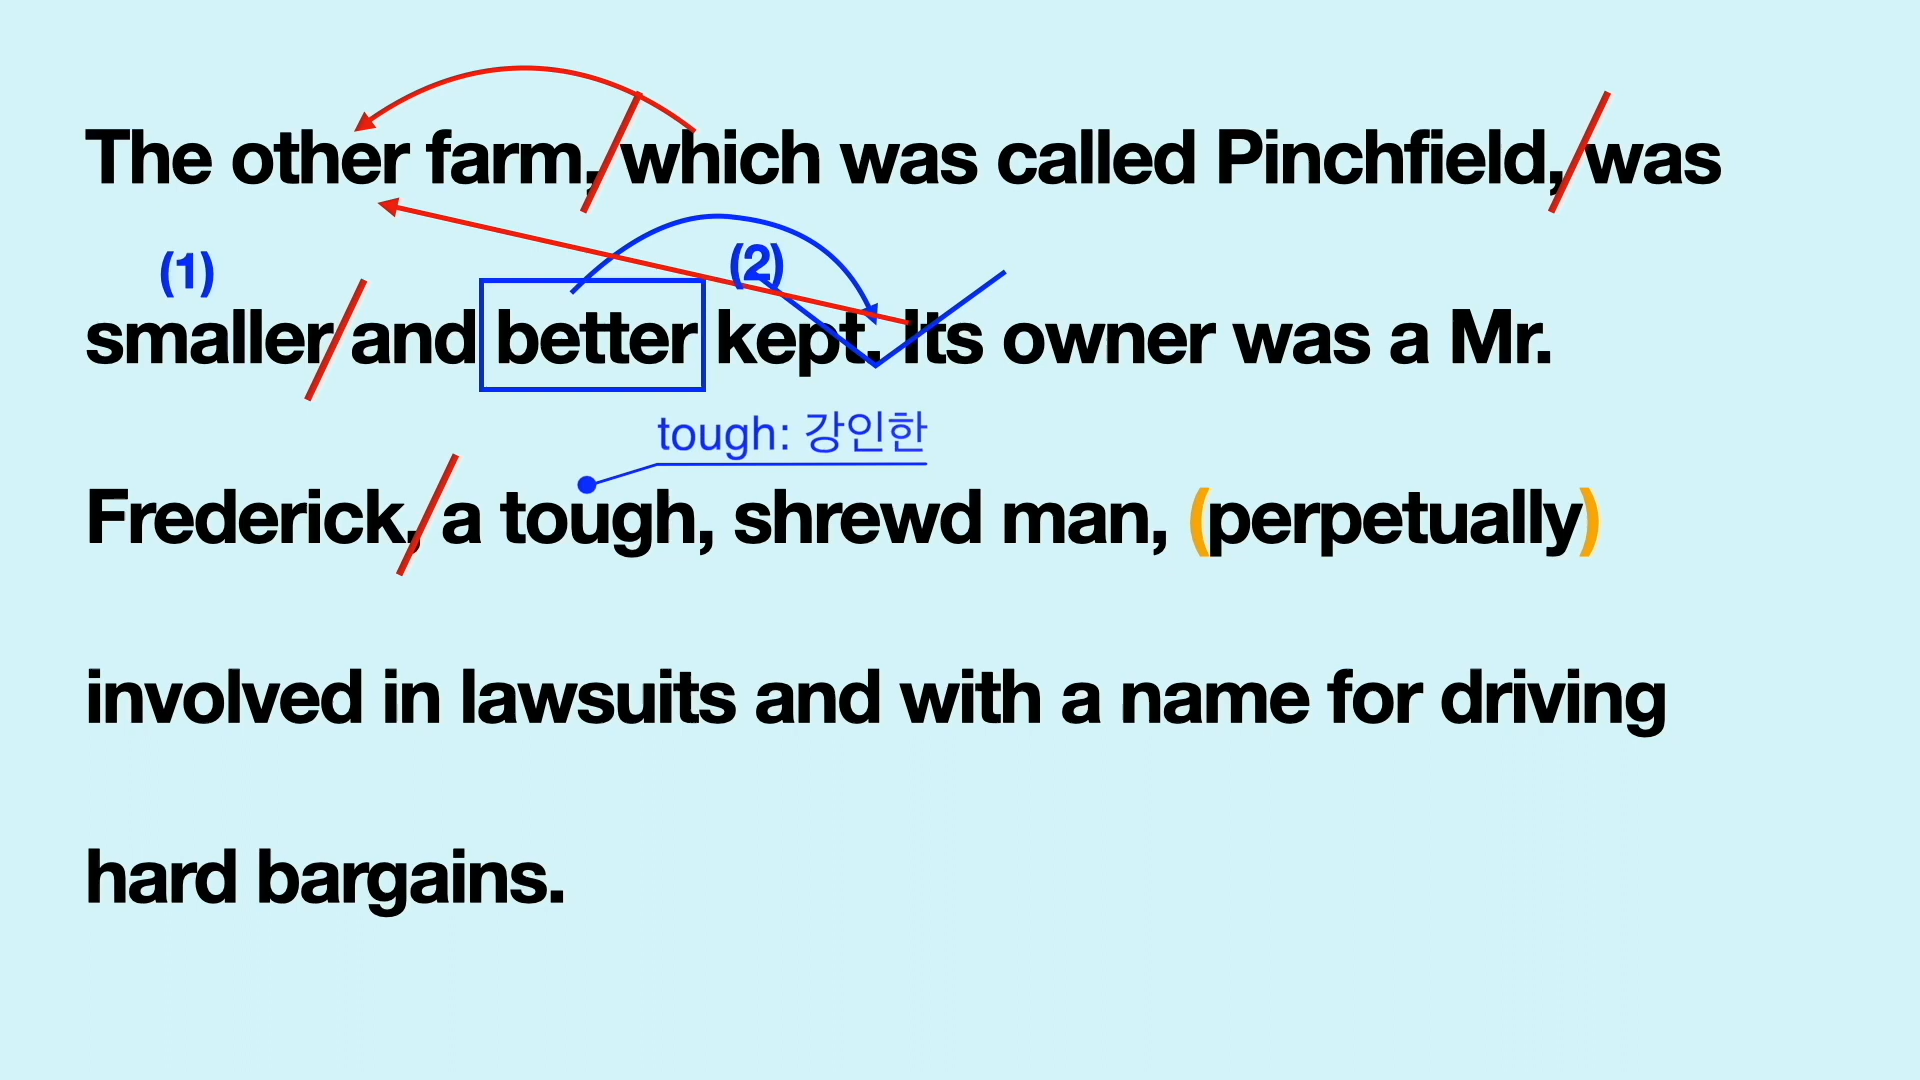 The other farm, which was called Pinchfield, was
(1) (2)
smaller and better kept. Its owner was a Mr.
tough: 강인한
Frederick, a tough, shrewd man, (perpetually)
involved in lawsuits and with a name for driving
hard bargains.